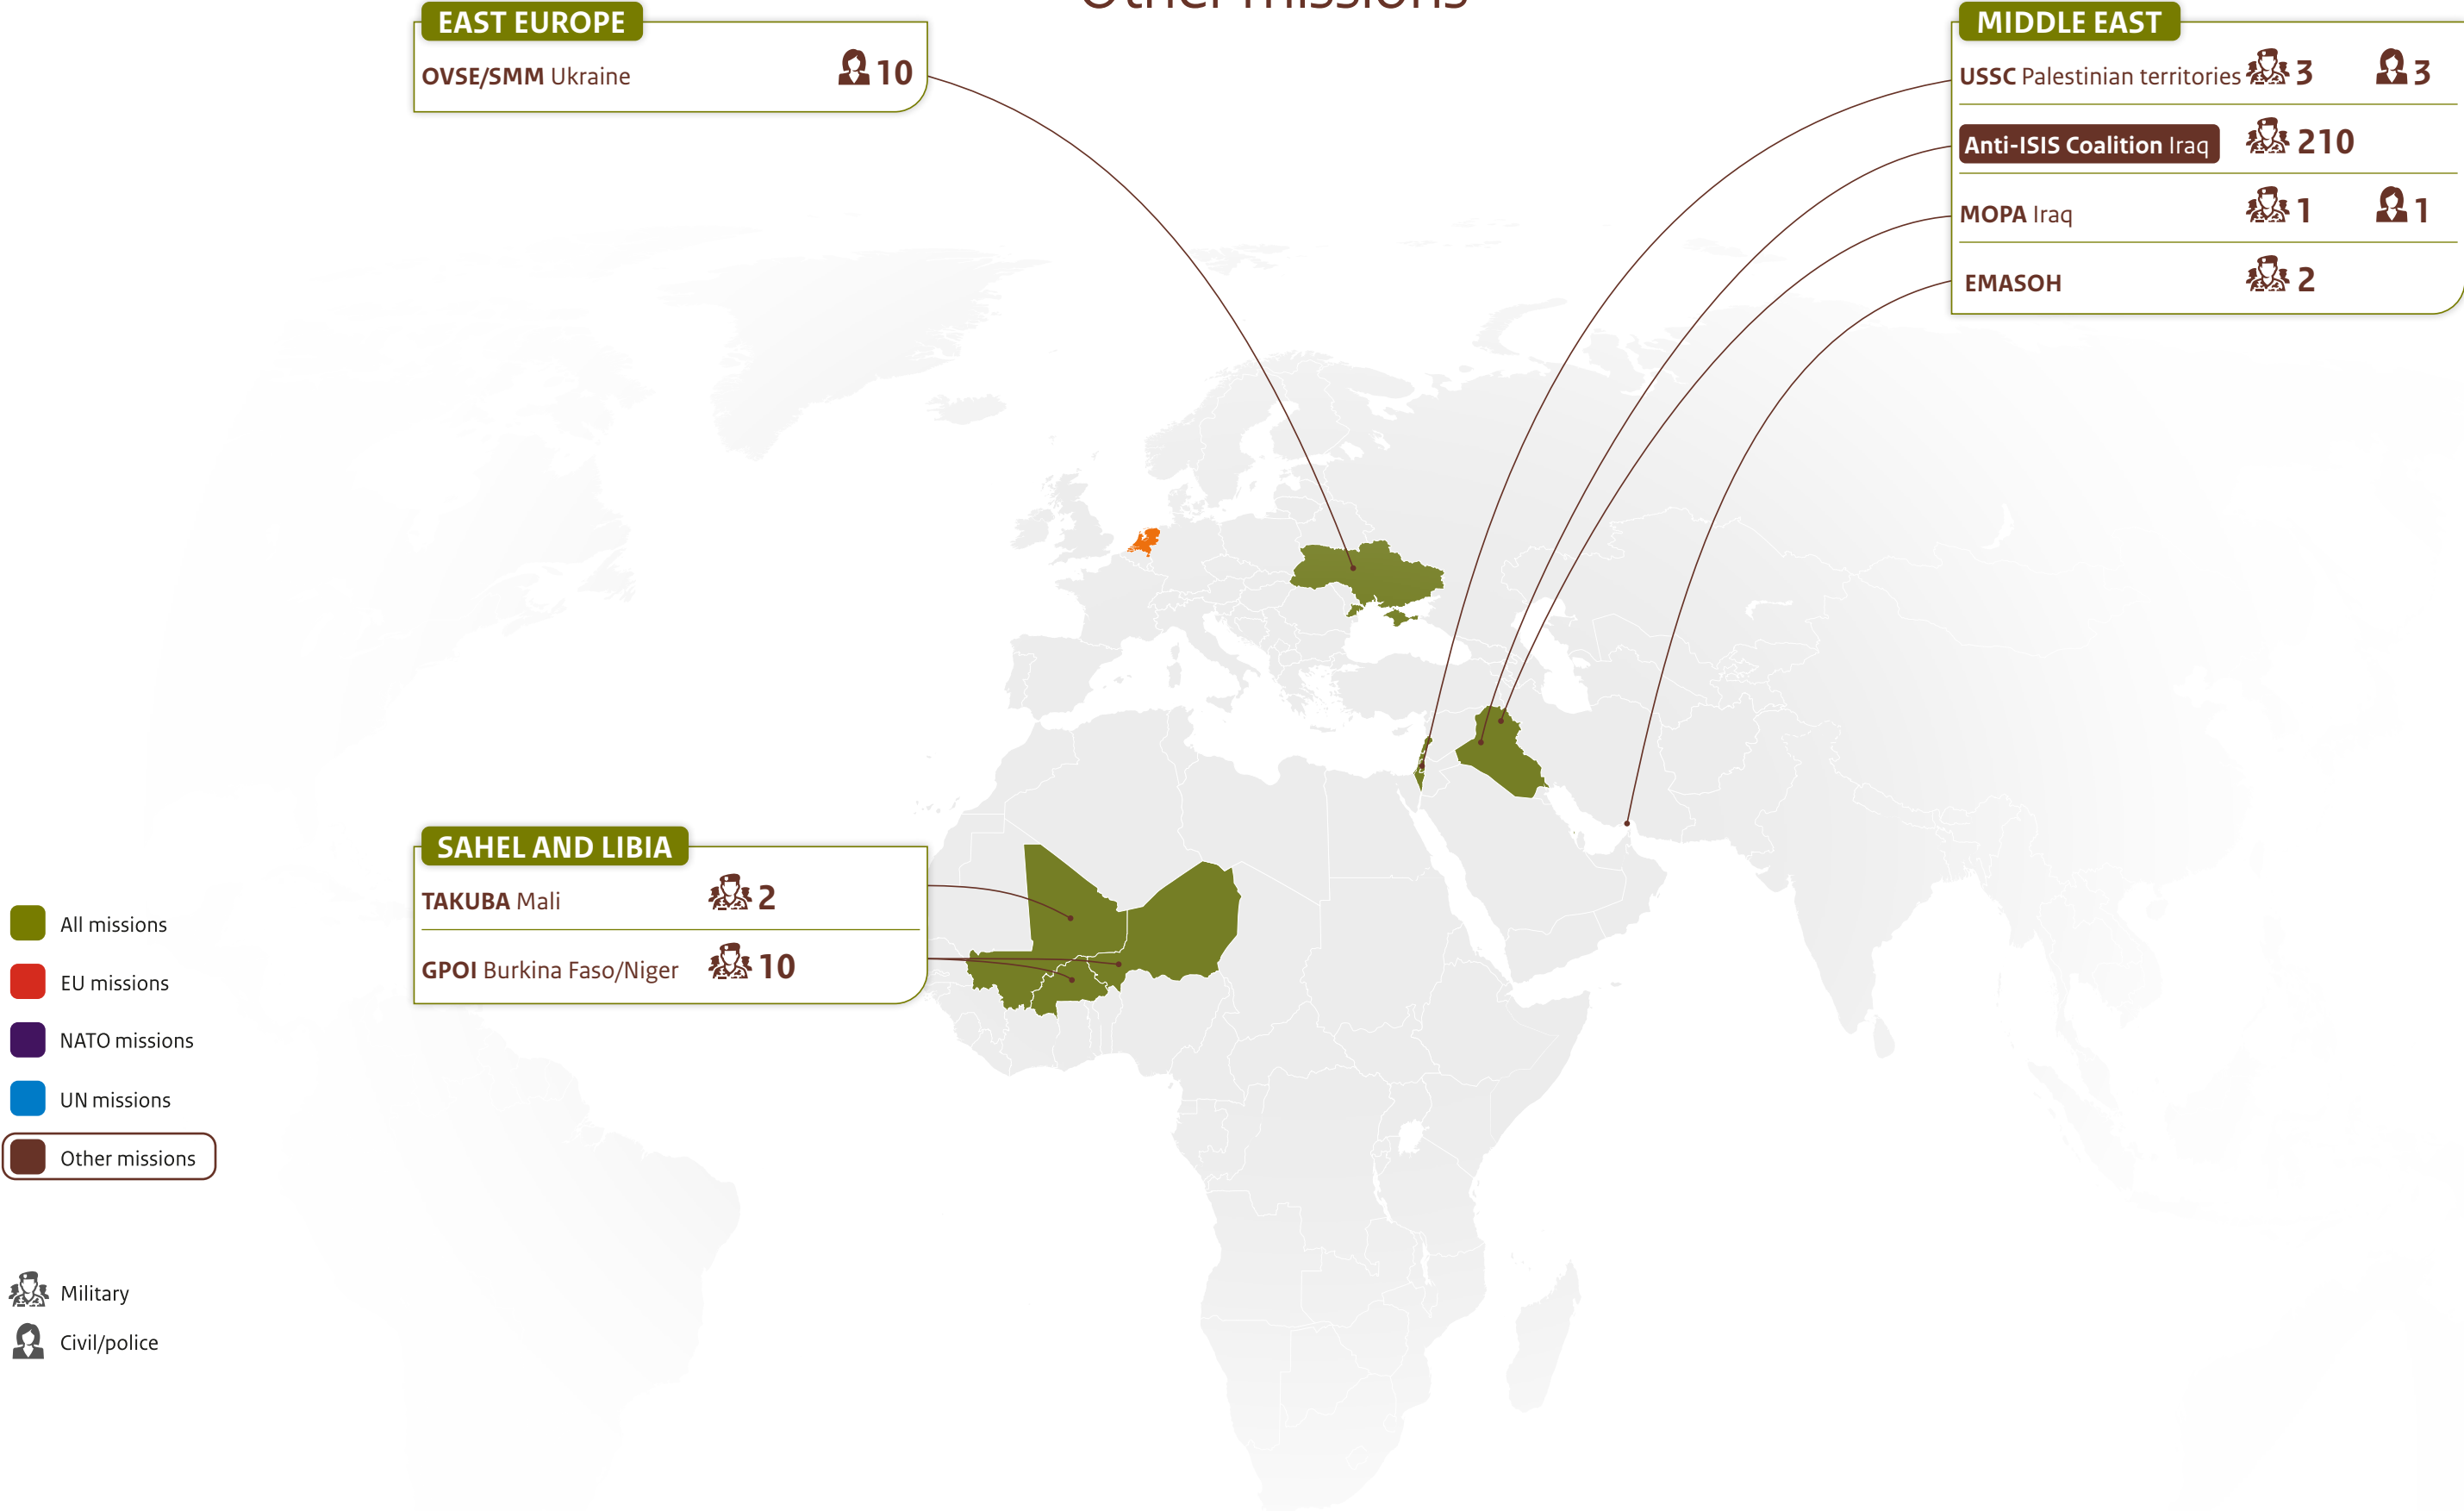 Other missions
EAST EUROPE
OVSE/SMM Ukraine 10
MIDDLE EAST
USSC Palestinian territories 3 3
Anti-ISIS Coalition Iraq 210
MOPA Iraq 1 1
EMASOH 2
SAHEL AND LIBIA
TAKUBA Mali 2
GPOI Burkina Faso/Niger 10
All missions
EU missions
NATO missions
UN missions
Other missions
Military
Civil/police